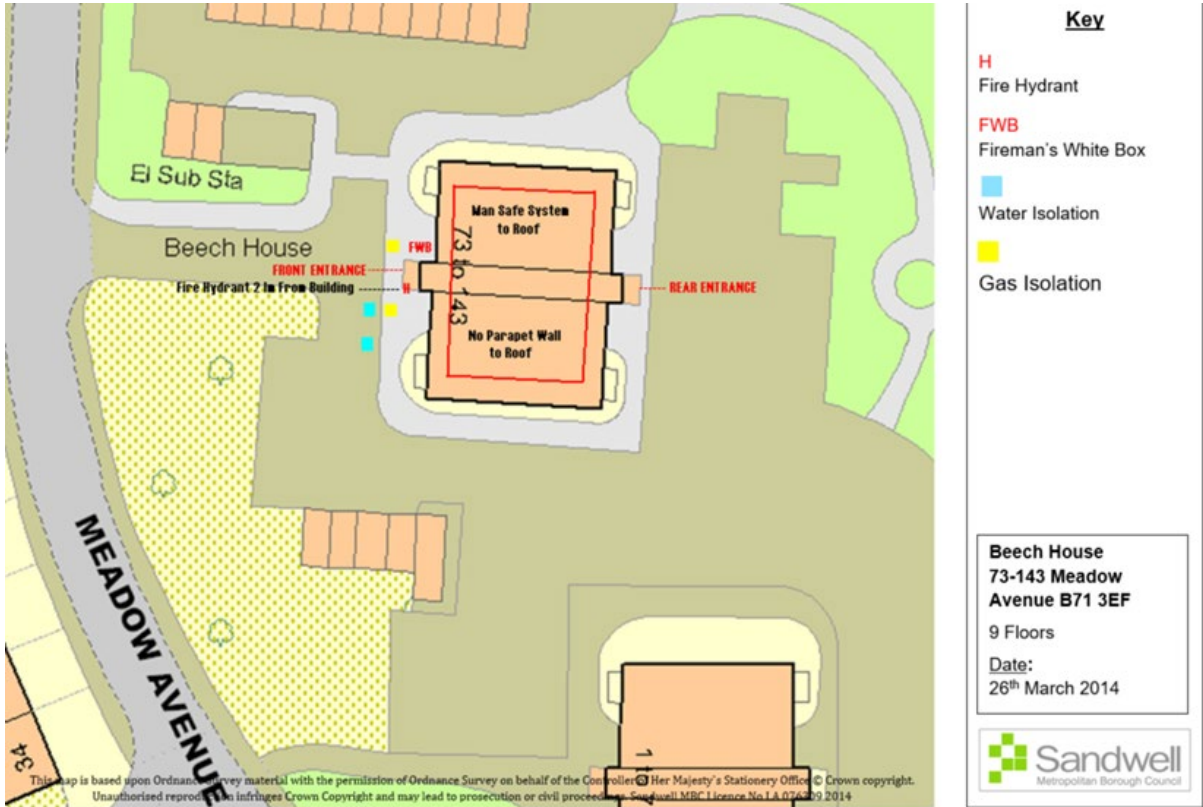 El Sub Sta
Beech House
FRONT ENTRANCE
Fire Hydrant 2 In From Building
FWB
H
73 to 143
Man Safe System
to Roof
No Parapet Wall
to Roof
REAR ENTRANCE
MEADOW AVENUE
34
This map is based upon Ordnance Survey material with the permission of Ordnance Survey on behalf of the Controller of Her Majesty's Stationery Office © Crown copyright.
Unauthorised reproduction infringes Crown Copyright and may lead to prosecution or civil proceedings. Sandwell MBC Licence No LA 076309 2014
Key
H
Fire Hydrant
FWB
Fireman's White Box
Water Isolation
Gas Isolation
Beech House
73-143 Meadow
Avenue B71 3EF
9 Floors
Date:
26th March 2014
Sandwell
Metropolitan Borough Council